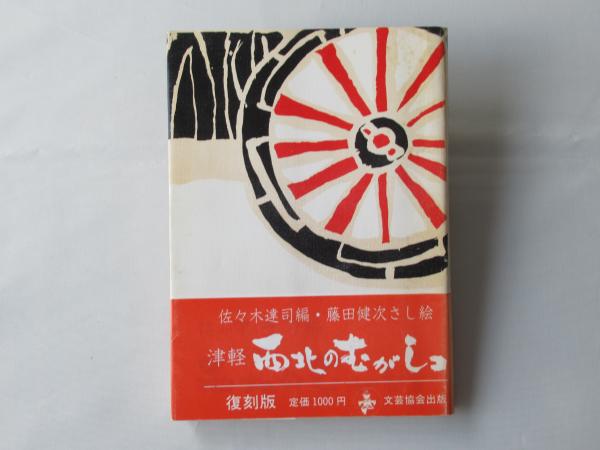 佐々木達司編・藤田健次さし絵
津軽 西北のむがしコ
復刻版 定価1000円 文芸協会出版